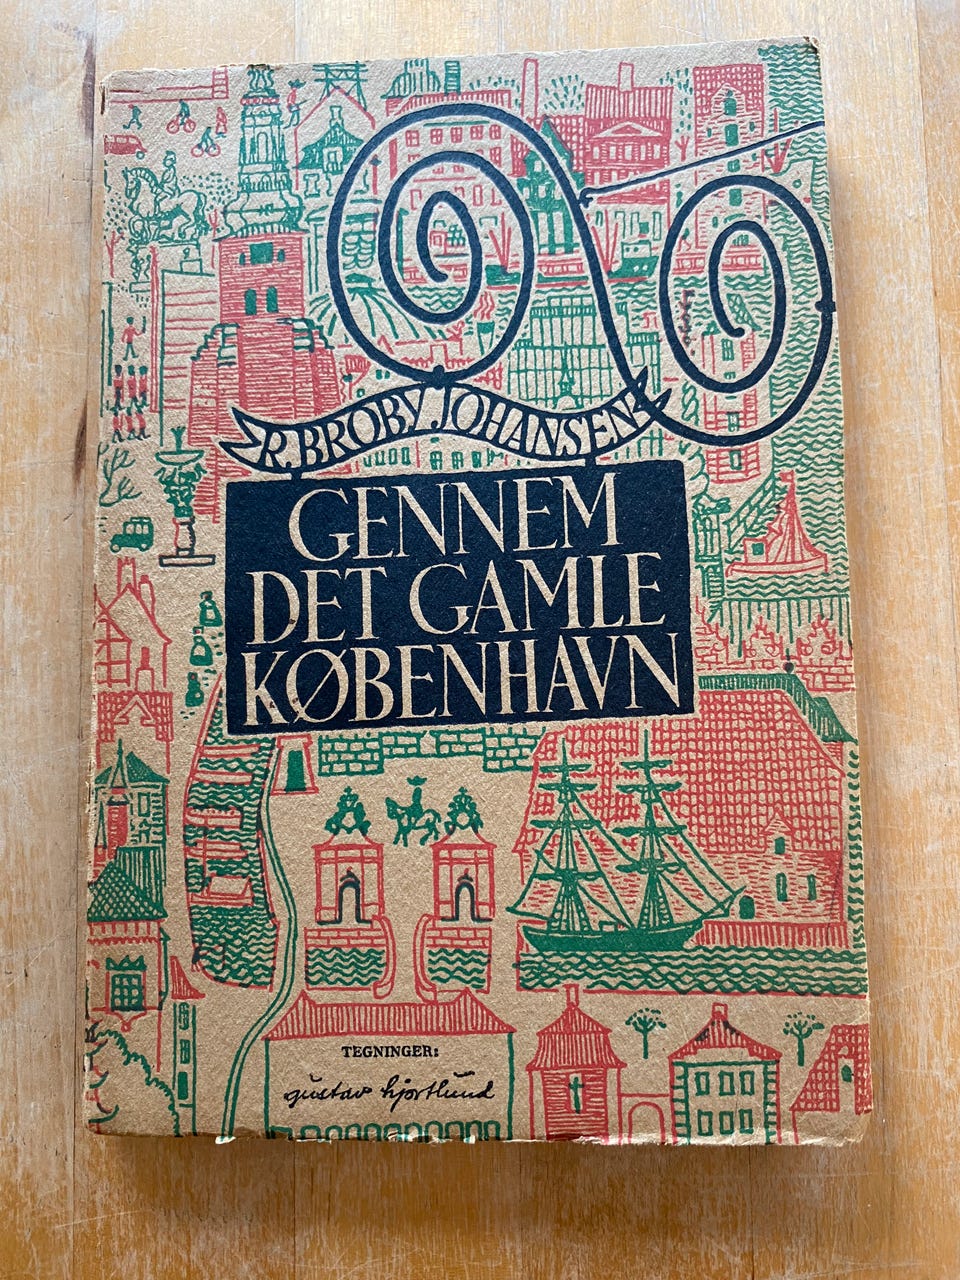 R. BROBY JOHANSEN
GENNEM
DET GAMLE
KØBENHAVN
TEGNINGER:
gustav hjortlund